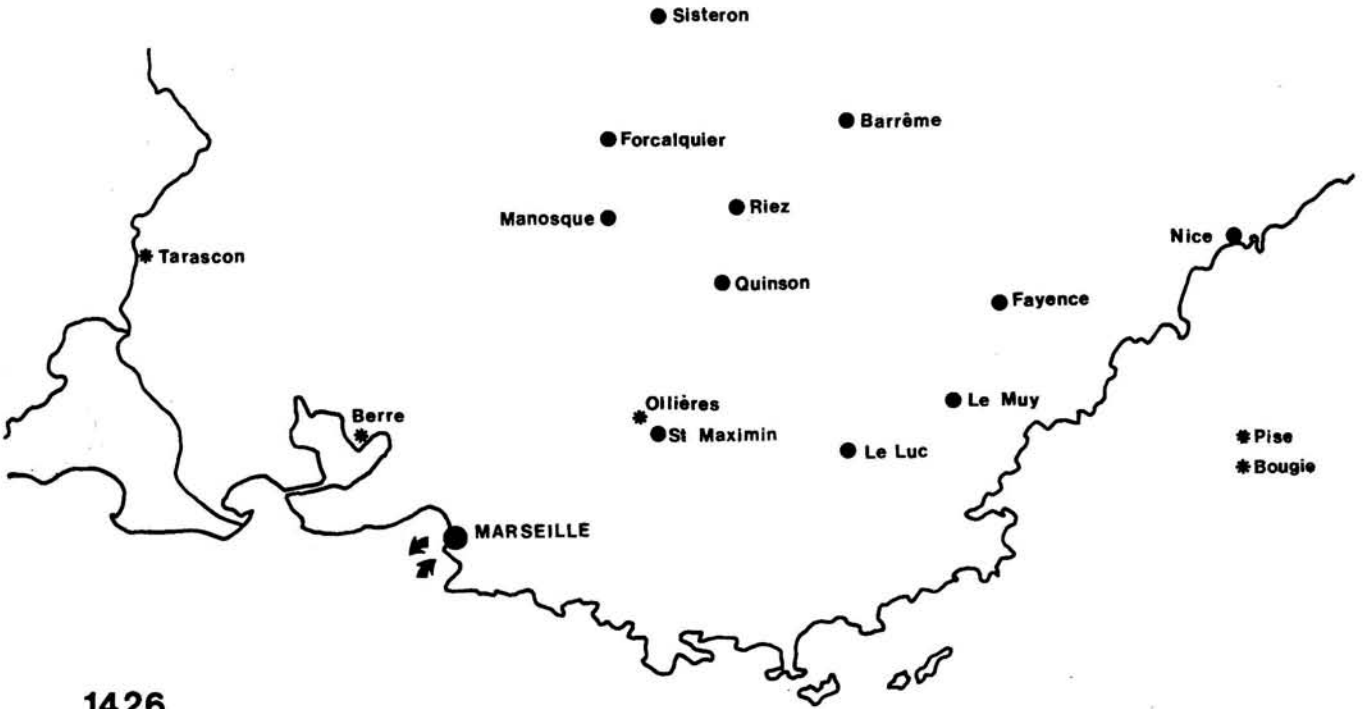 Sisteron
Barrême
Forcalquier
Riez
Manosque
Nice
Tarascon
Quinson
Fayence
Ollières
Le Muy
Berre
St Maximin
Pise
Le Luc
Bougie
MARSEILLE
1426